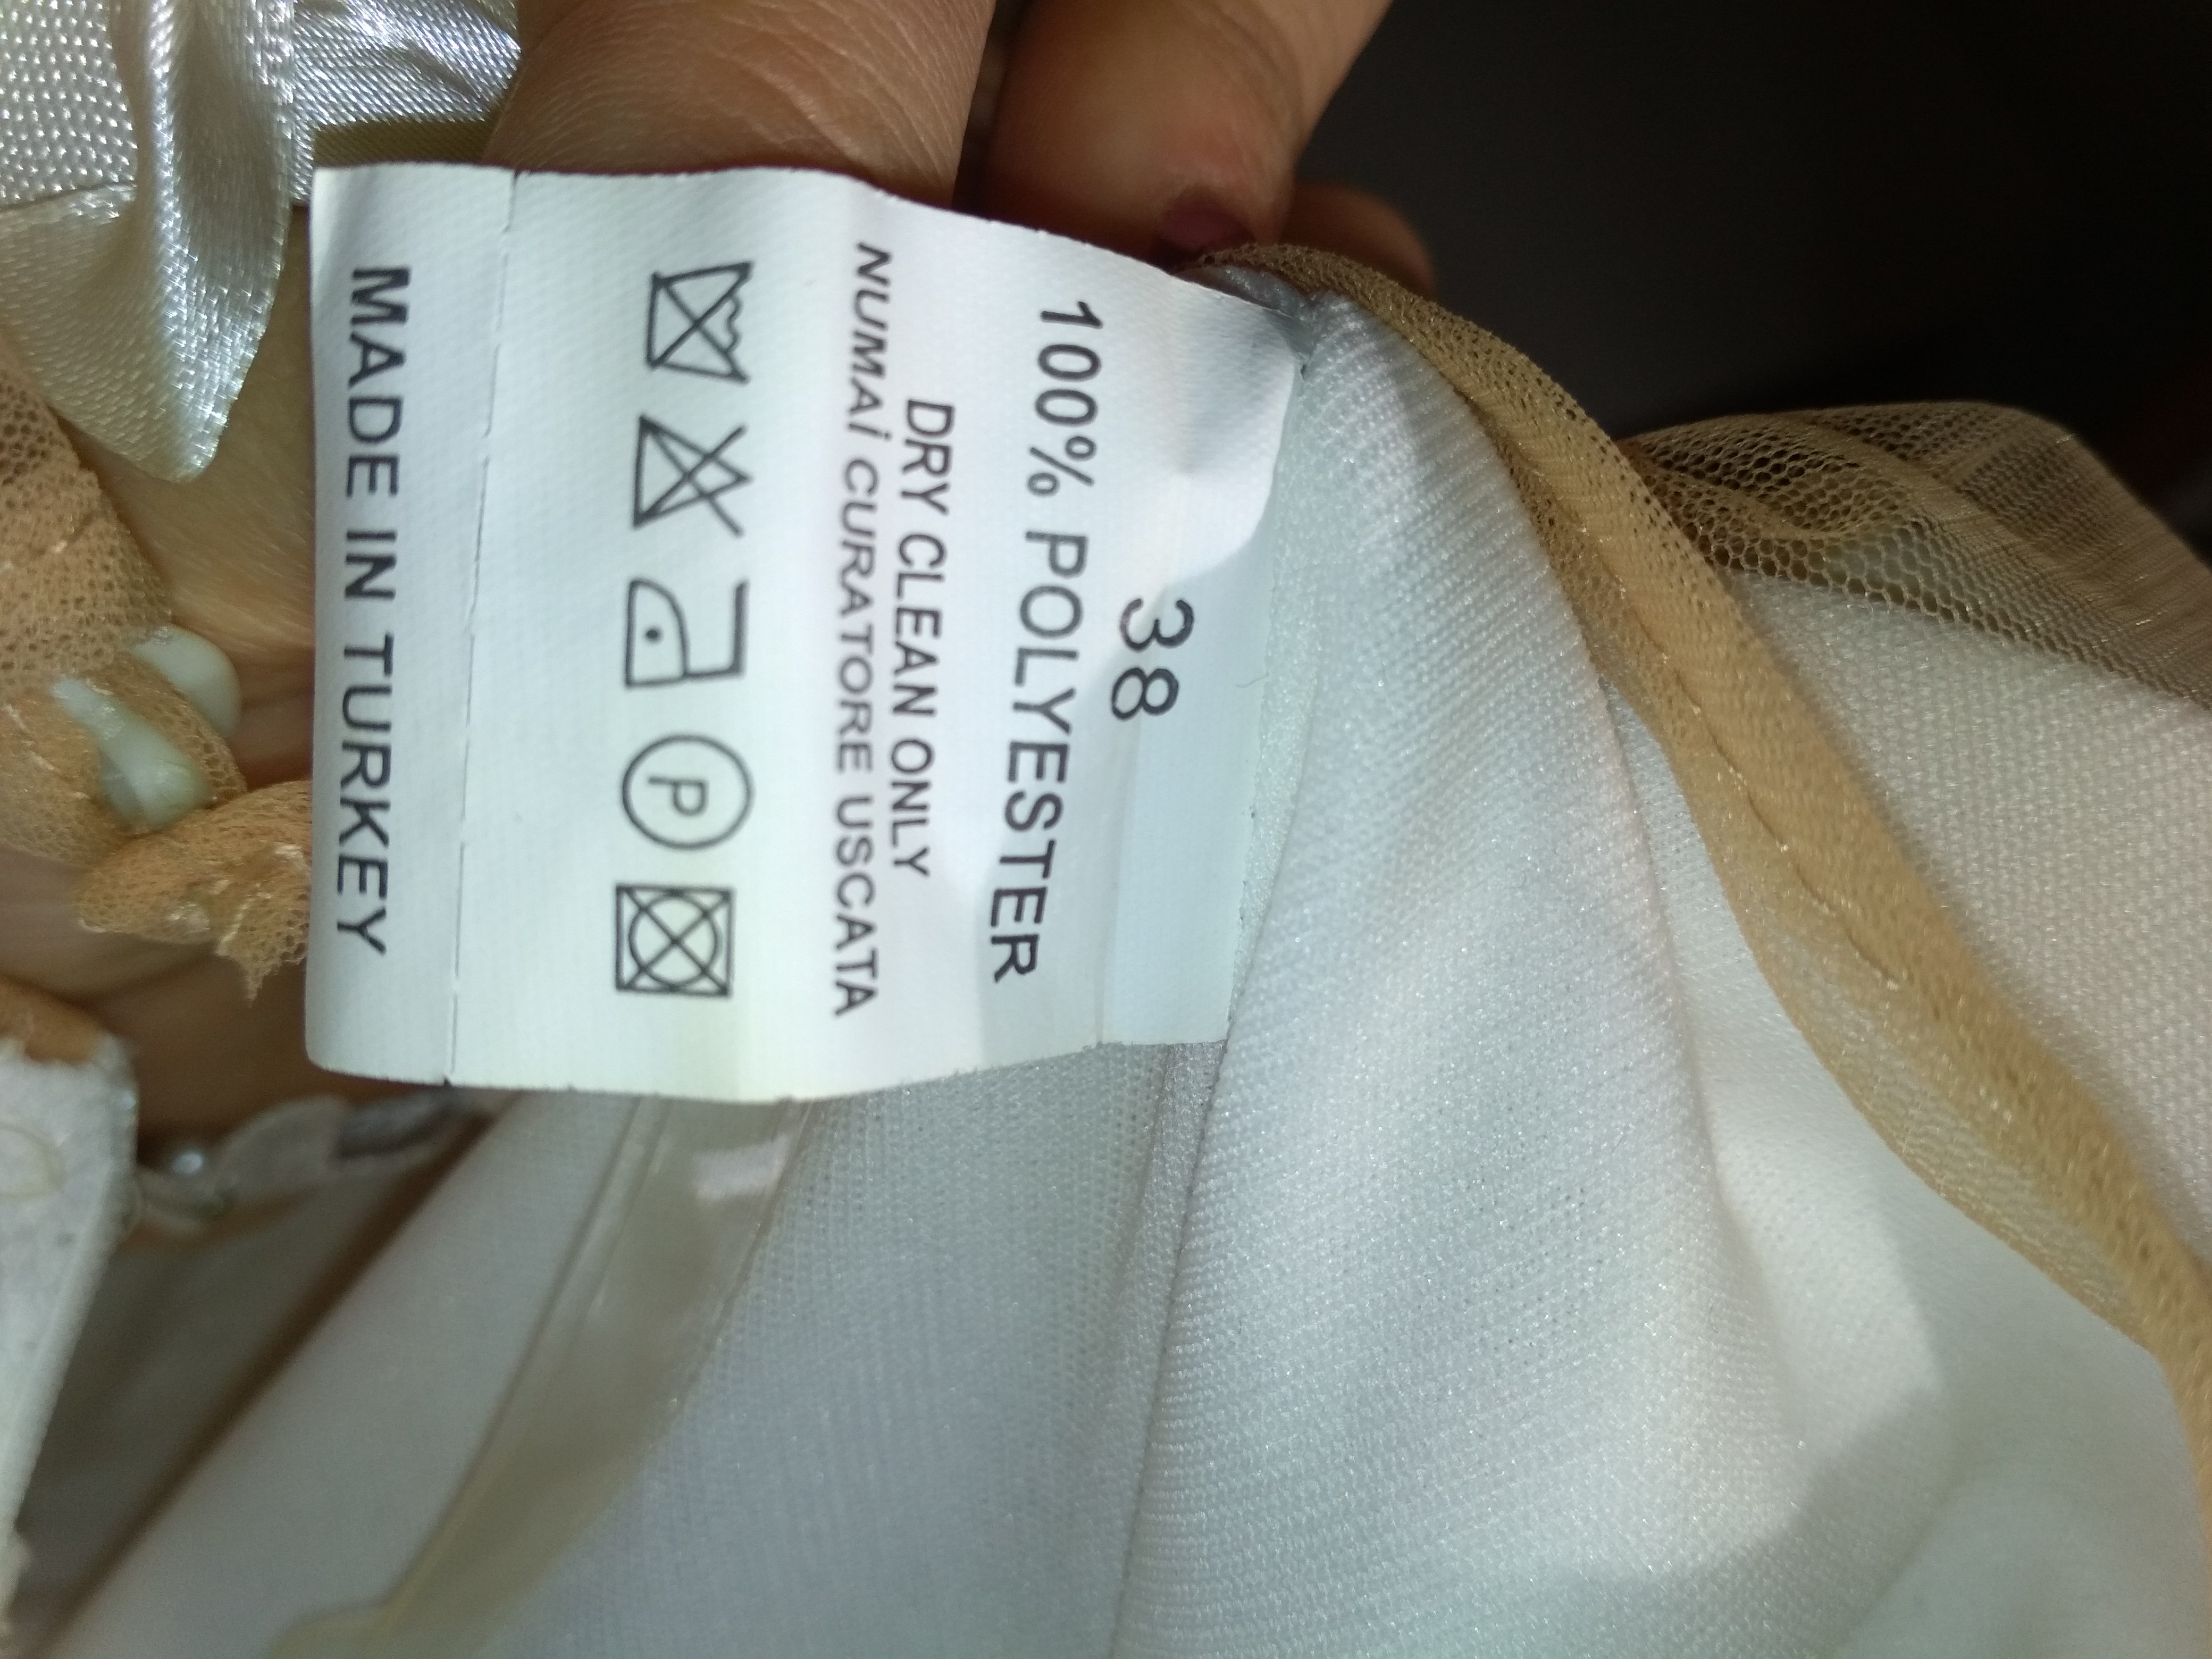 38
100% POLYESTER
DRY CLEAN ONLY
NUMAİ CURATORE USCATA
P
MADE IN TURKEY